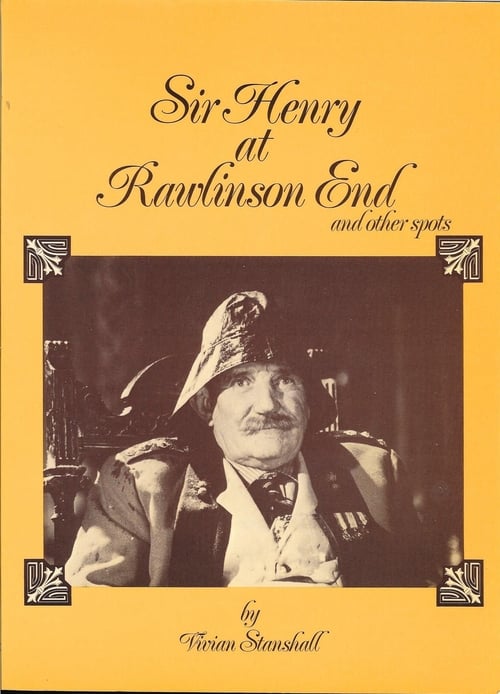 Sir Henry
at
Rawlinson End
and other spots
by
Vivian Stanshall